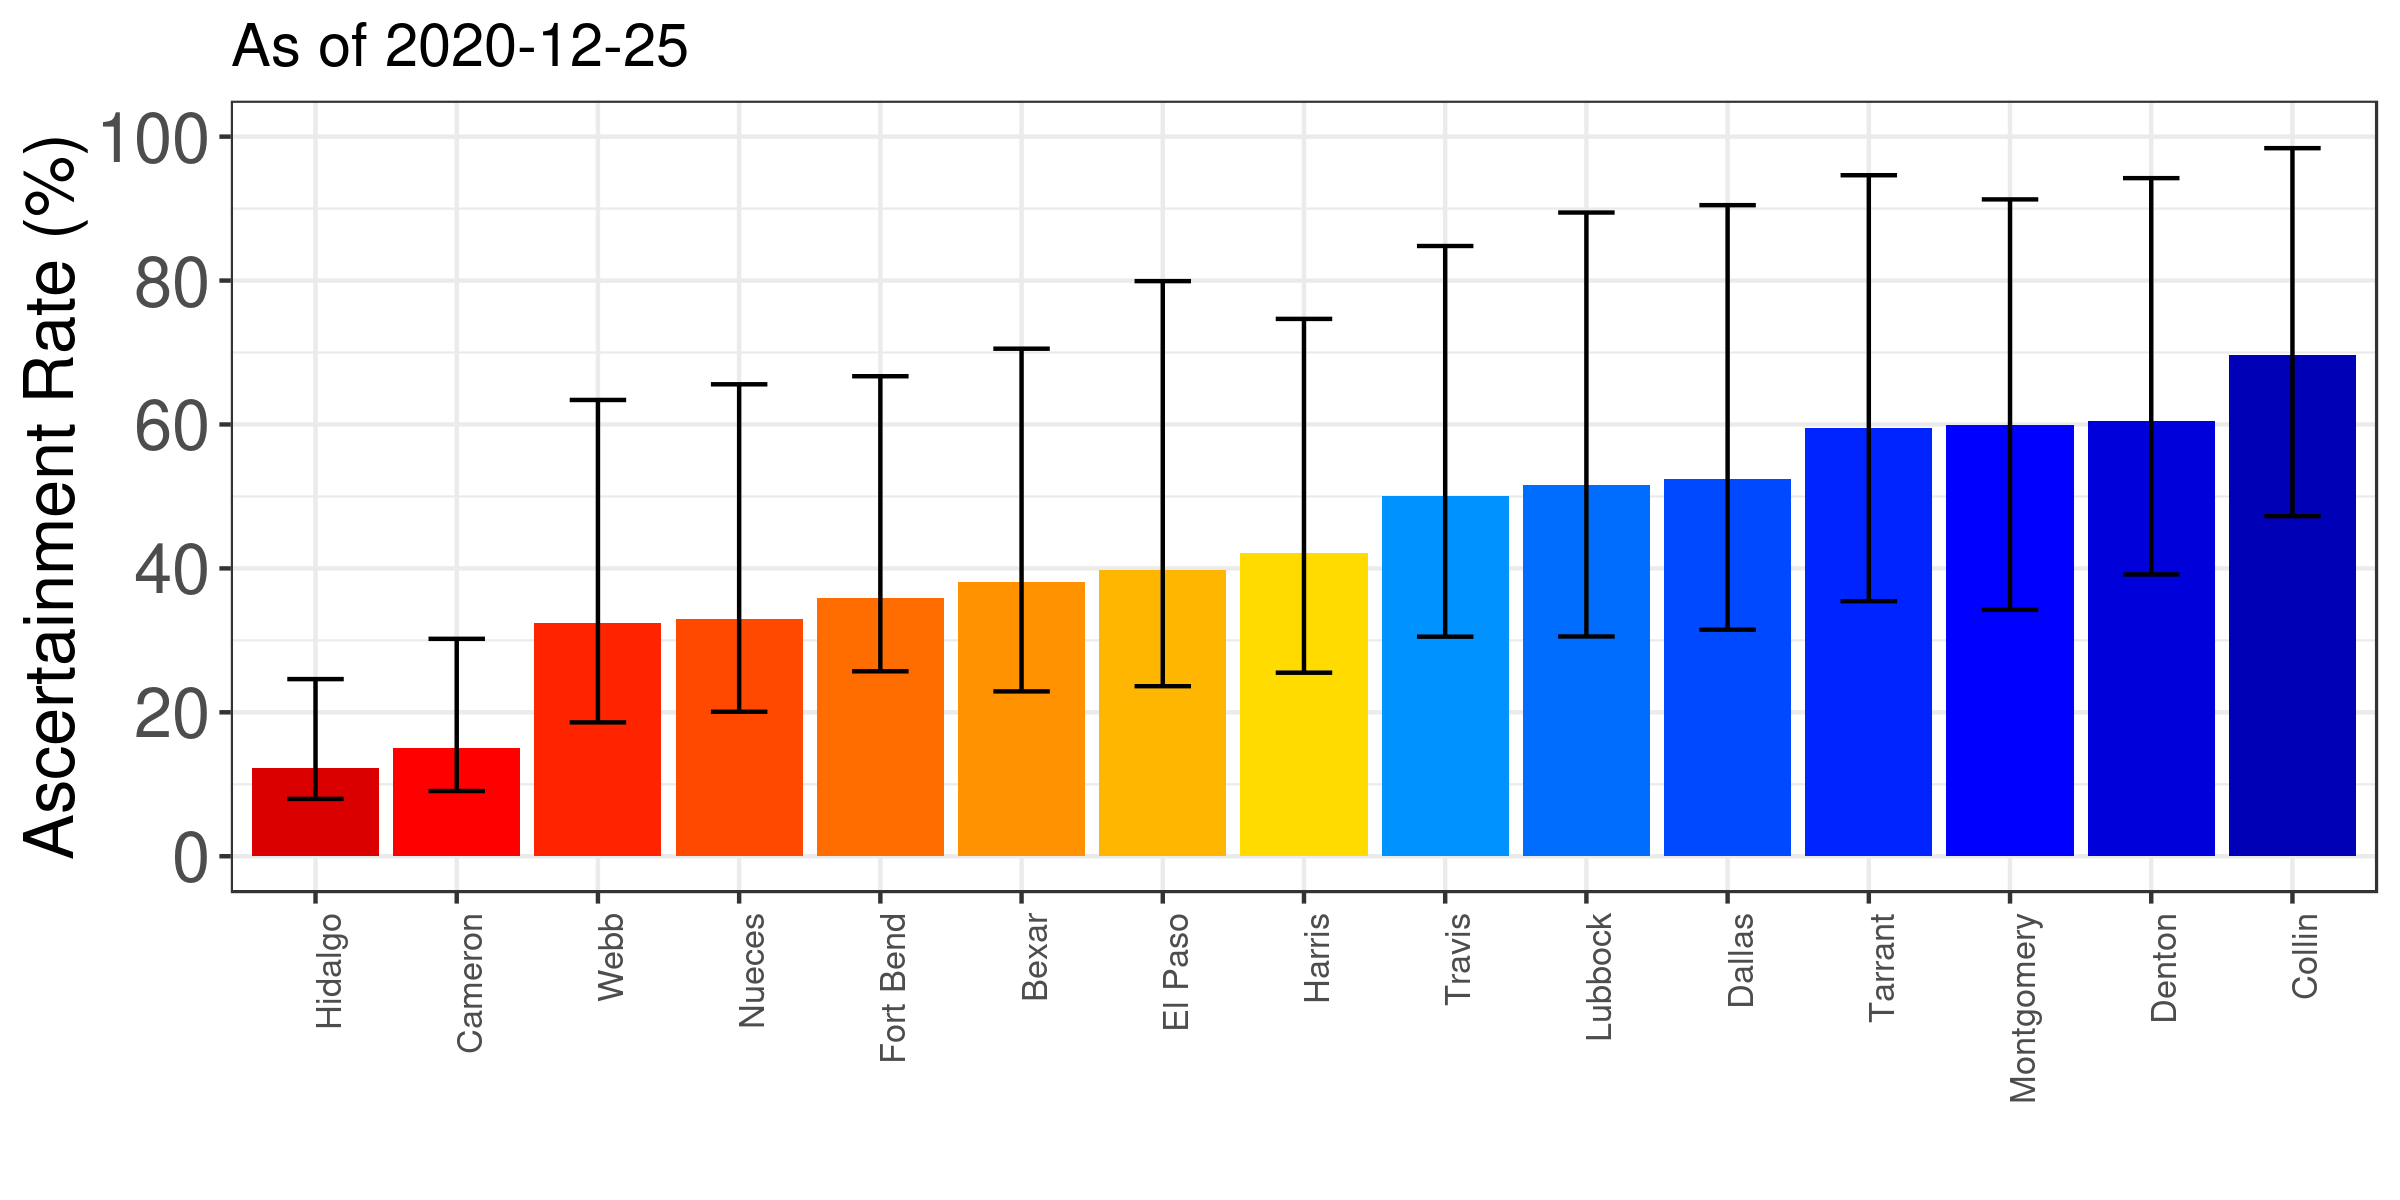 As of 2020-12-25
Ascertainment Rate (%)
100
80
60
40
20
0
Hidalgo
Cameron
Webb
Nueces
Fort Bend
Bexar
El Paso
Harris
Travis
Lubbock
Dallas
Tarrant
Montgomery
Denton
Collin